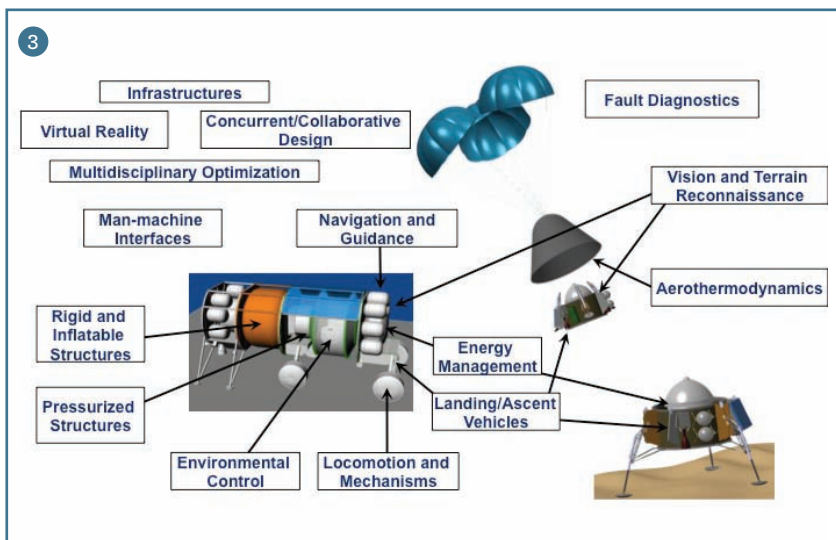 3
Infrastructures
Fault Diagnostics
Virtual Reality
Concurrent/Collaborative
Design
Multidisciplinary Optimization
Vision and Terrain
Reconnaissance
Man-machine
Interfaces
Navigation and
Guidance
Aerothermodynamics
Rigid and
Inflatable
Structures
Energy
Management
Pressurized
Structures
Landing/Ascent
Vehicles
Environmental
Control
Locomotion and
Mechanisms